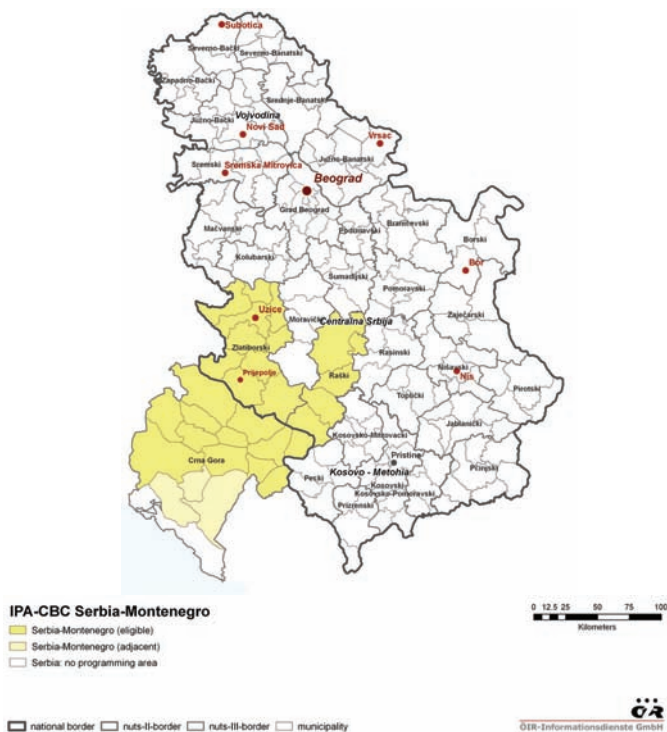 Subotica
Severno-Bački
Severno-Banatski
Zapadno-Bački
Srednje-Banatski
Južno-Bački
Vojvodina
Novi Sad
Vrsac
Južno-Banatski
Sremski
Sremska Mitrovica
Beograd
Grad Beograd
Mačvanski
Podunavski
Braničevski
Borski
Kolubarski
Šumadijski
Bor
Pomoravski
Uzice
Moravički
Centralna Srbija
Zaječarski
Zlatiborski
Rasinski
Raški
Nišavski
Nis
Prijepolje
Pirotski
Toplički
Jablanički
Kosovsko-Mitrovački
Crna Gora
Pristina
Kosovo - Metohia
Pećki
Pčinjski
Kosovski
Kosovsko-Pomoravski
Prizrenski
IPA-CBC Serbia-Montenegro
Serbia-Montenegro (eligible)
Serbia-Montenegro (adjacent)
Serbia: no programming area
0 12.5 25 50 75 100
Kilometers
national border nuts-II-border nuts-III-border municipality
ÖIR
ÖIR-Informationsdienste GmbH